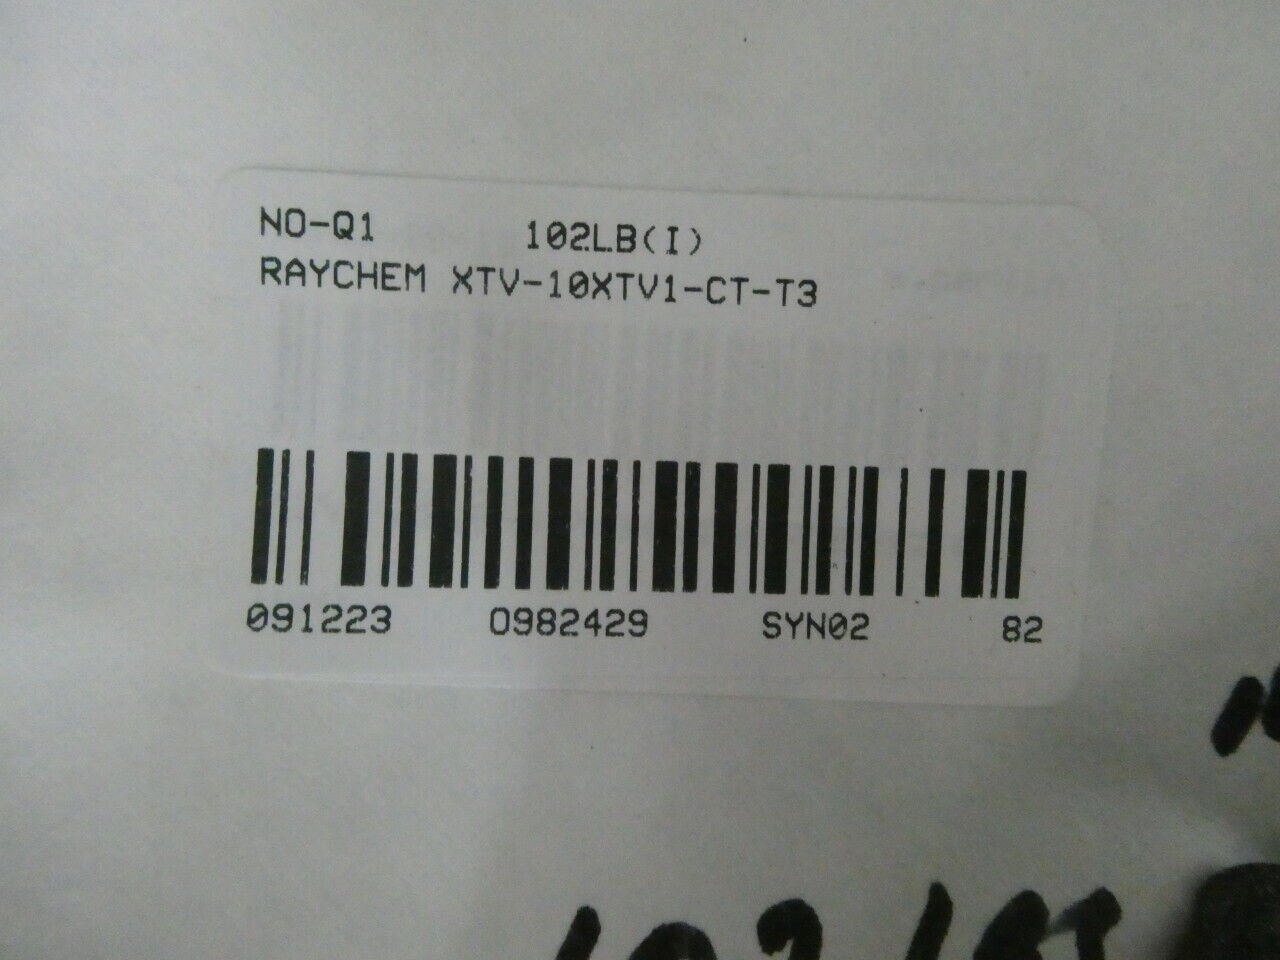 NO-Q1 102LB(I)
RAYCHEM XTV-10XTV1-CT-T3
091223 0982429 SYN02 82